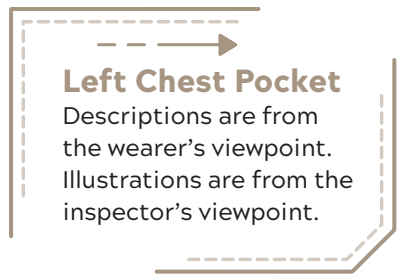 Left Chest Pocket
Descriptions are from
the wearer's viewpoint.
Illustrations are from the
inspector's viewpoint.